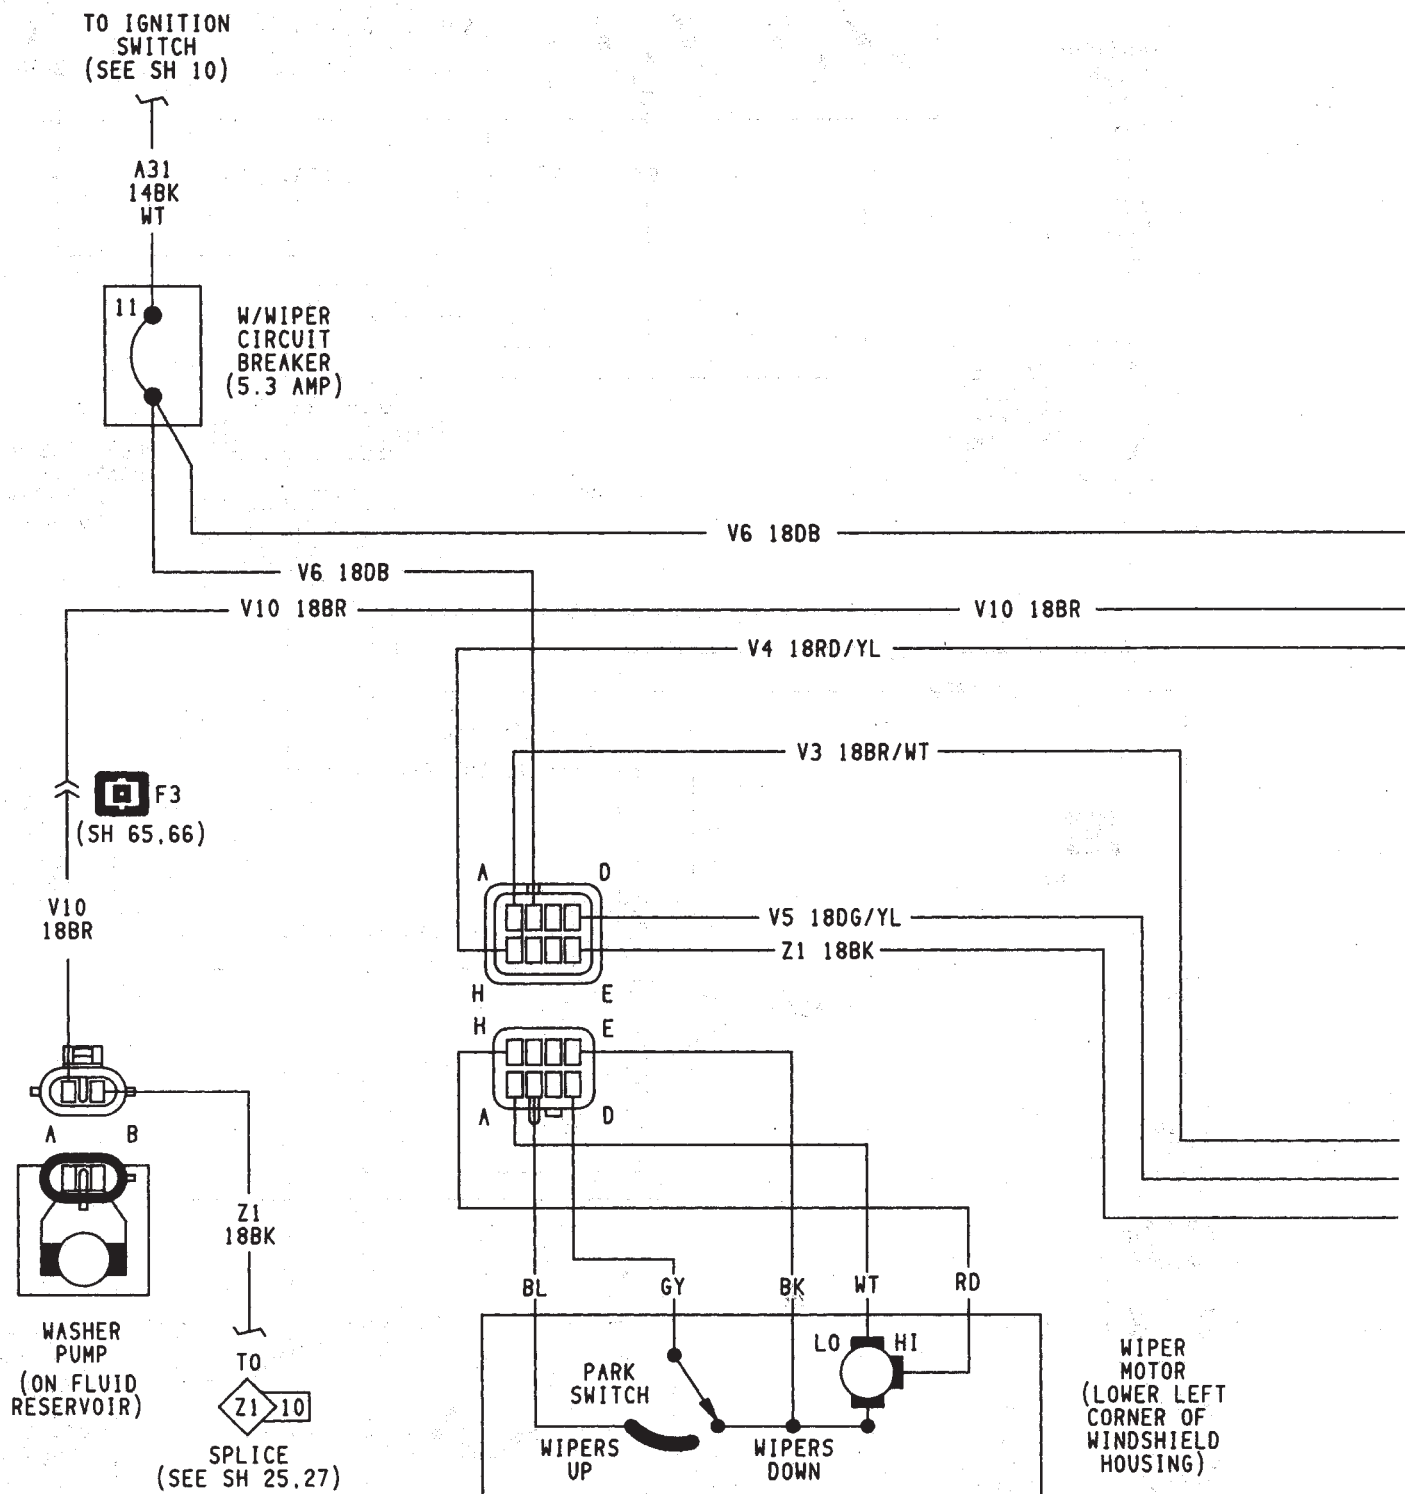 TO IGNITION
SWITCH
(SEE SH 10)
A31
14BK
WT
11
W/WIPER
CIRCUIT
BREAKER
(5.3 AMP)
V6 18DB
V6 18DB
V10 18BR
V10 18BR
V4 18RD/YL
V3 18BR/WT
F3
(SH 65,66)
A
D
V10
18BR
V5 18DG/YL
Z1 18BK
H
E
H
E
A
D
A
B
Z1
18BK
BL
GY
BK
WT
RD
WASHER
PUMP
(ON FLUID
RESERVOIR)
TO
Z1
10
SPLICE
(SEE SH 25,27)
LO
HI
PARK
SWITCH
WIPERS
UP
WIPERS
DOWN
WIPER
MOTOR
(LOWER LEFT
CORNER OF
WINDSHIELD
HOUSING)